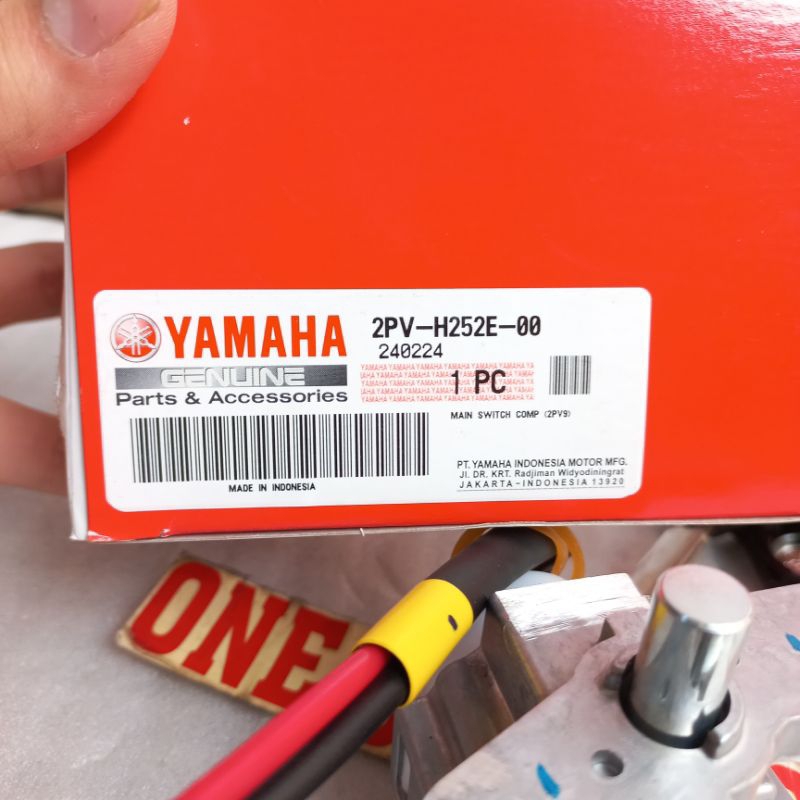 YAMAHA
GENUINE
Parts & Accessories
2PV-H252E-00
240224
1 PC
MAIN SWITCH COMP (2PV9)
MADE IN INDONESIA
PT. YAMAHA INDONESIA MOTOR MFG.
Jl. DR. KRT. Radjiman Widyodiningrat
JAKARTA-INDONESIA 13920
ONE